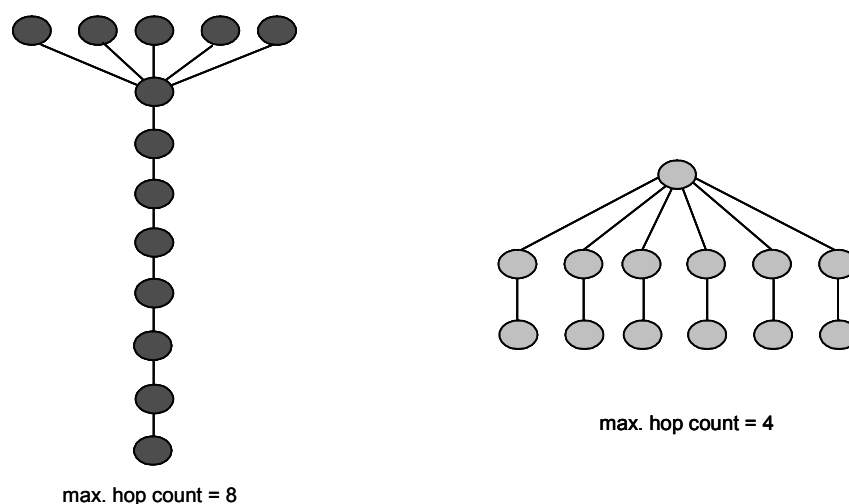 max. hop count = 4
max. hop count = 8